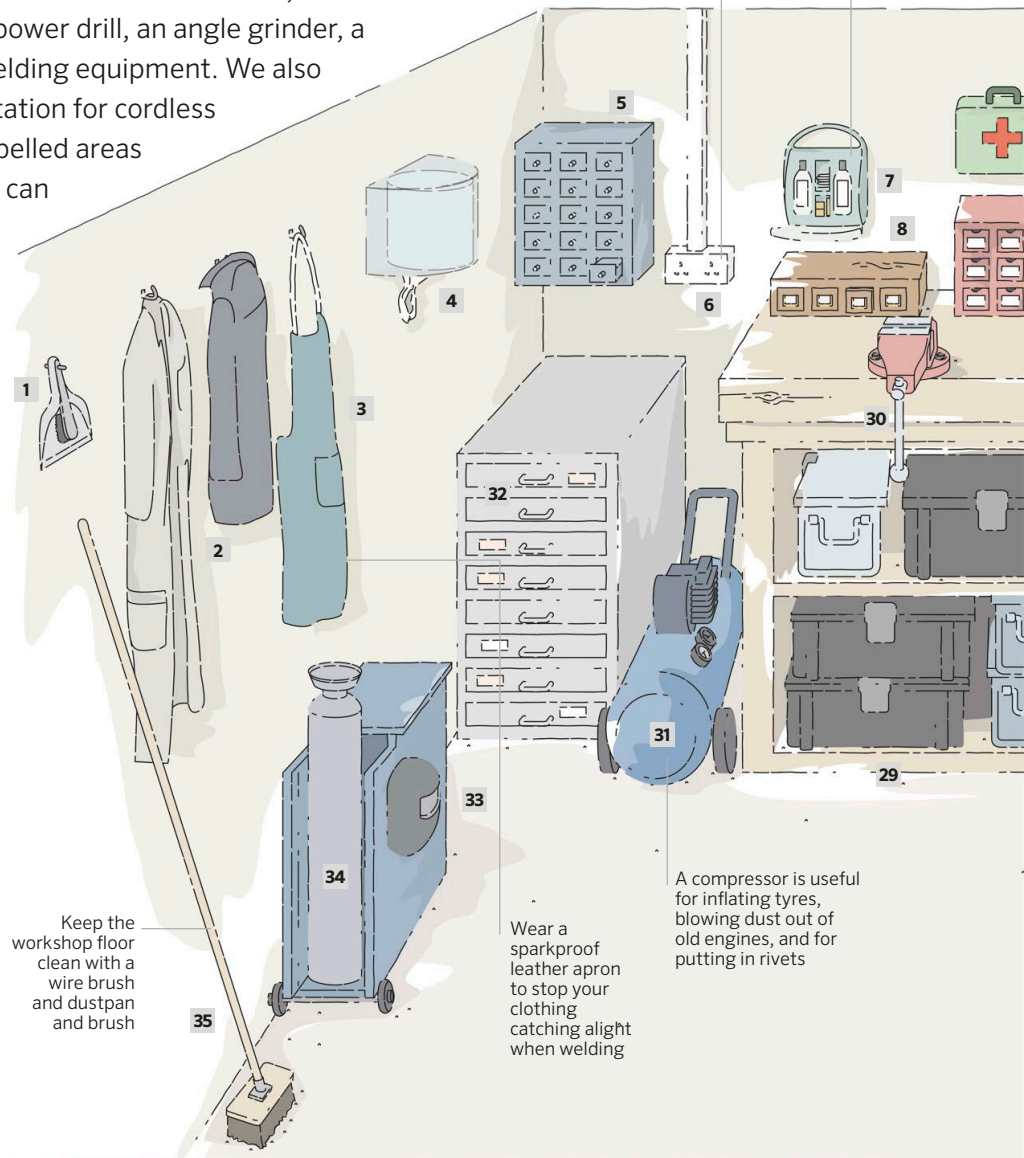 power drill, an angle grinder, a
elding equipment. We also
tation for cordless
belled areas
can
5
7
8
4
6
1
3
30
32
2
31
29
33
34
Keep the
workshop floor
clean with a
wire brush
and dustpan
and brush
35
Wear a
sparkproof
leather apron
to stop your
clothing
catching alight
when welding
A compressor is useful
for inflating tyres,
blowing dust out of
old engines, and for
putting in rivets